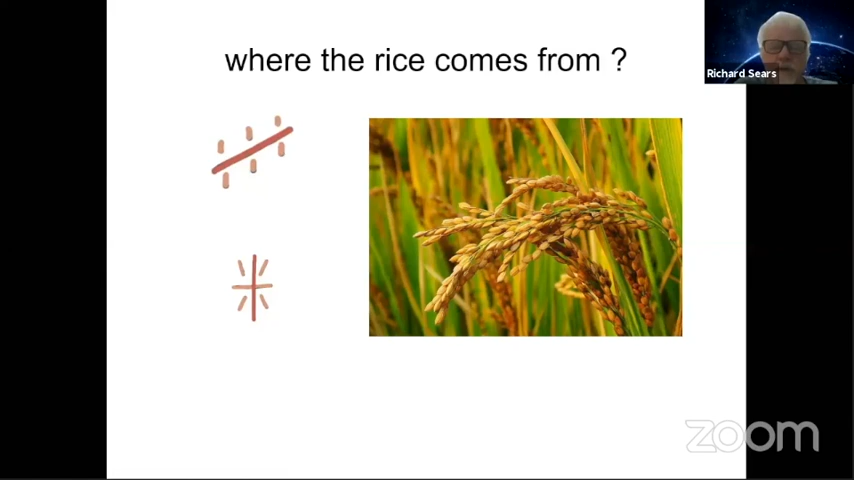 where the rice comes from ?
Richard Sears
米
zoom